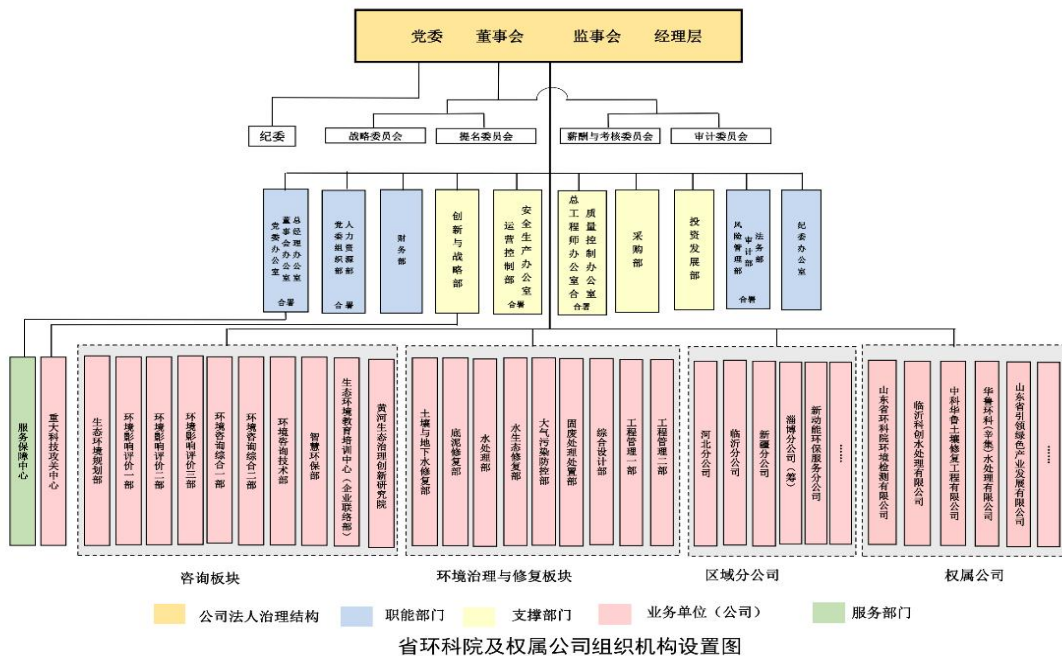 党委 董事会 监事会 经理层
纪委
战略委员会
提名委员会
薪酬与考核委员会
审计委员会
党委办公室
董事会办公室
总经理办公室
合署
党委组织部
人力资源部
合署
财务部
创新与战略部
运营控制部
安全生产办公室
合署
总工程师办公室合
质量控制办公室
合署
采购部
投资发展部
风险管理部
审计部
法务部
合署
纪委办公室
服务保障中心
重大科技攻关中心
生态环境规划部
环境影响评价一部
环境影响评价二部
环境影响评价三部
环境咨询综合一部
环境咨询综合二部
环境咨询技术部
智慧环保部
生态环境教育培训中心（企业联络部）
黄河生态治理创新研究院
土壤与地下水修复部
底泥修复部
水处理部
水生态修复部
大气污染防控部
固废处理处置部
综合设计部
工程管理一部
工程管理二部
河北分公司
临沂分公司
新疆分公司
淄博分公司（筹）
新动能环保服务分公司
……
山东省环科院环境检测有限公司
临沂科创水处理有限公司
中科华鲁土壤修复工程有限公司
华鲁环科（辛集）水处理有限公司
山东省引领绿色产业发展有限公司
……
咨询板块
环境治理与修复板块
区域分公司
权属公司
公司法人治理结构
职能部门
支撑部门
业务单位（公司）
服务部门
省环科院及权属公司组织机构设置图